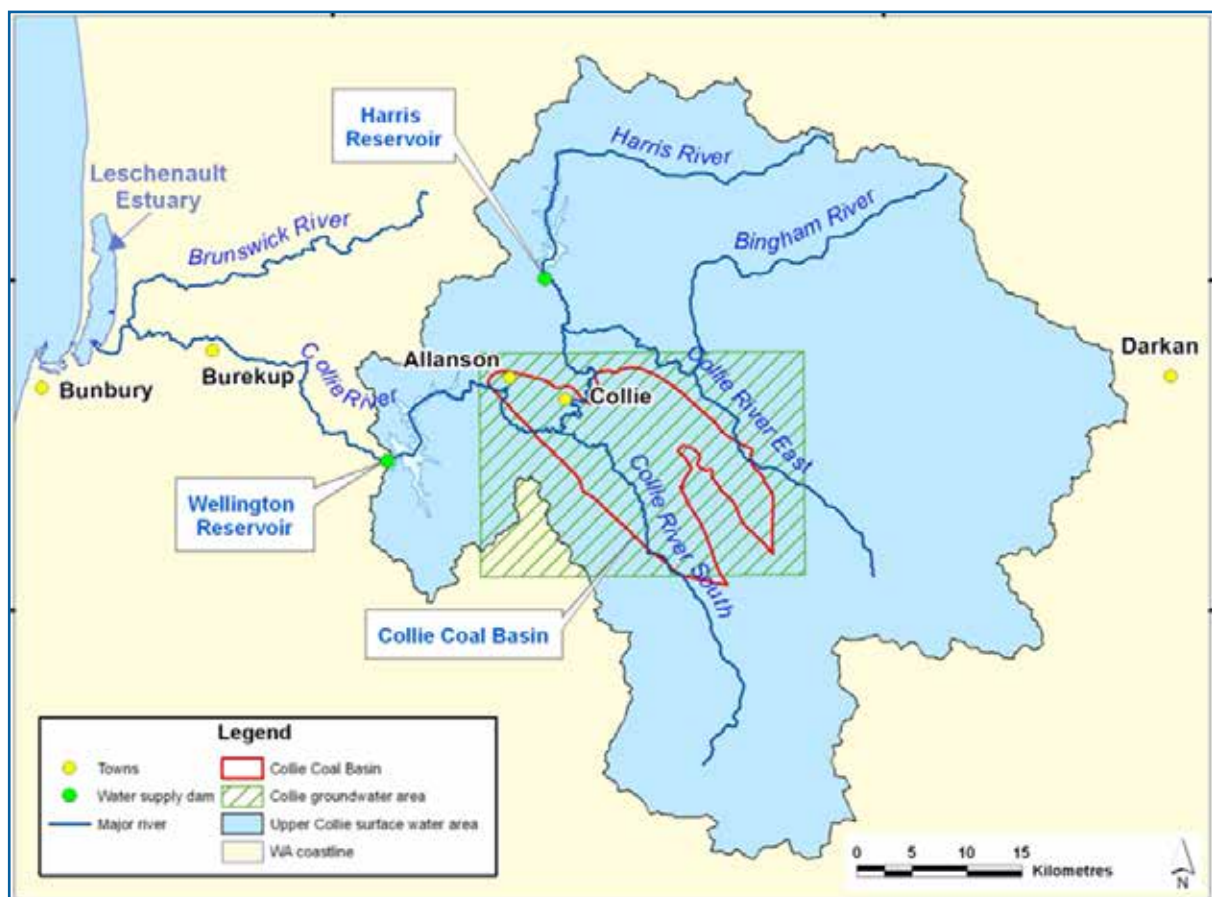 Harris
Reservoir
Harris River
Leschenault
Estuary
Brunswick River
Bingham River
Allanson
Darkan
Collie River
Burekup
Collie
Bunbury
Collie River East
Wellington
Reservoir
Collie River South
Collie Coal Basin
Legend
Towns
Collie Coal Basin
Water supply dam
Collie groundwater area
Major river
Upper Collie surface water area
WA coastline
0 5 10 15
Kilometres
N